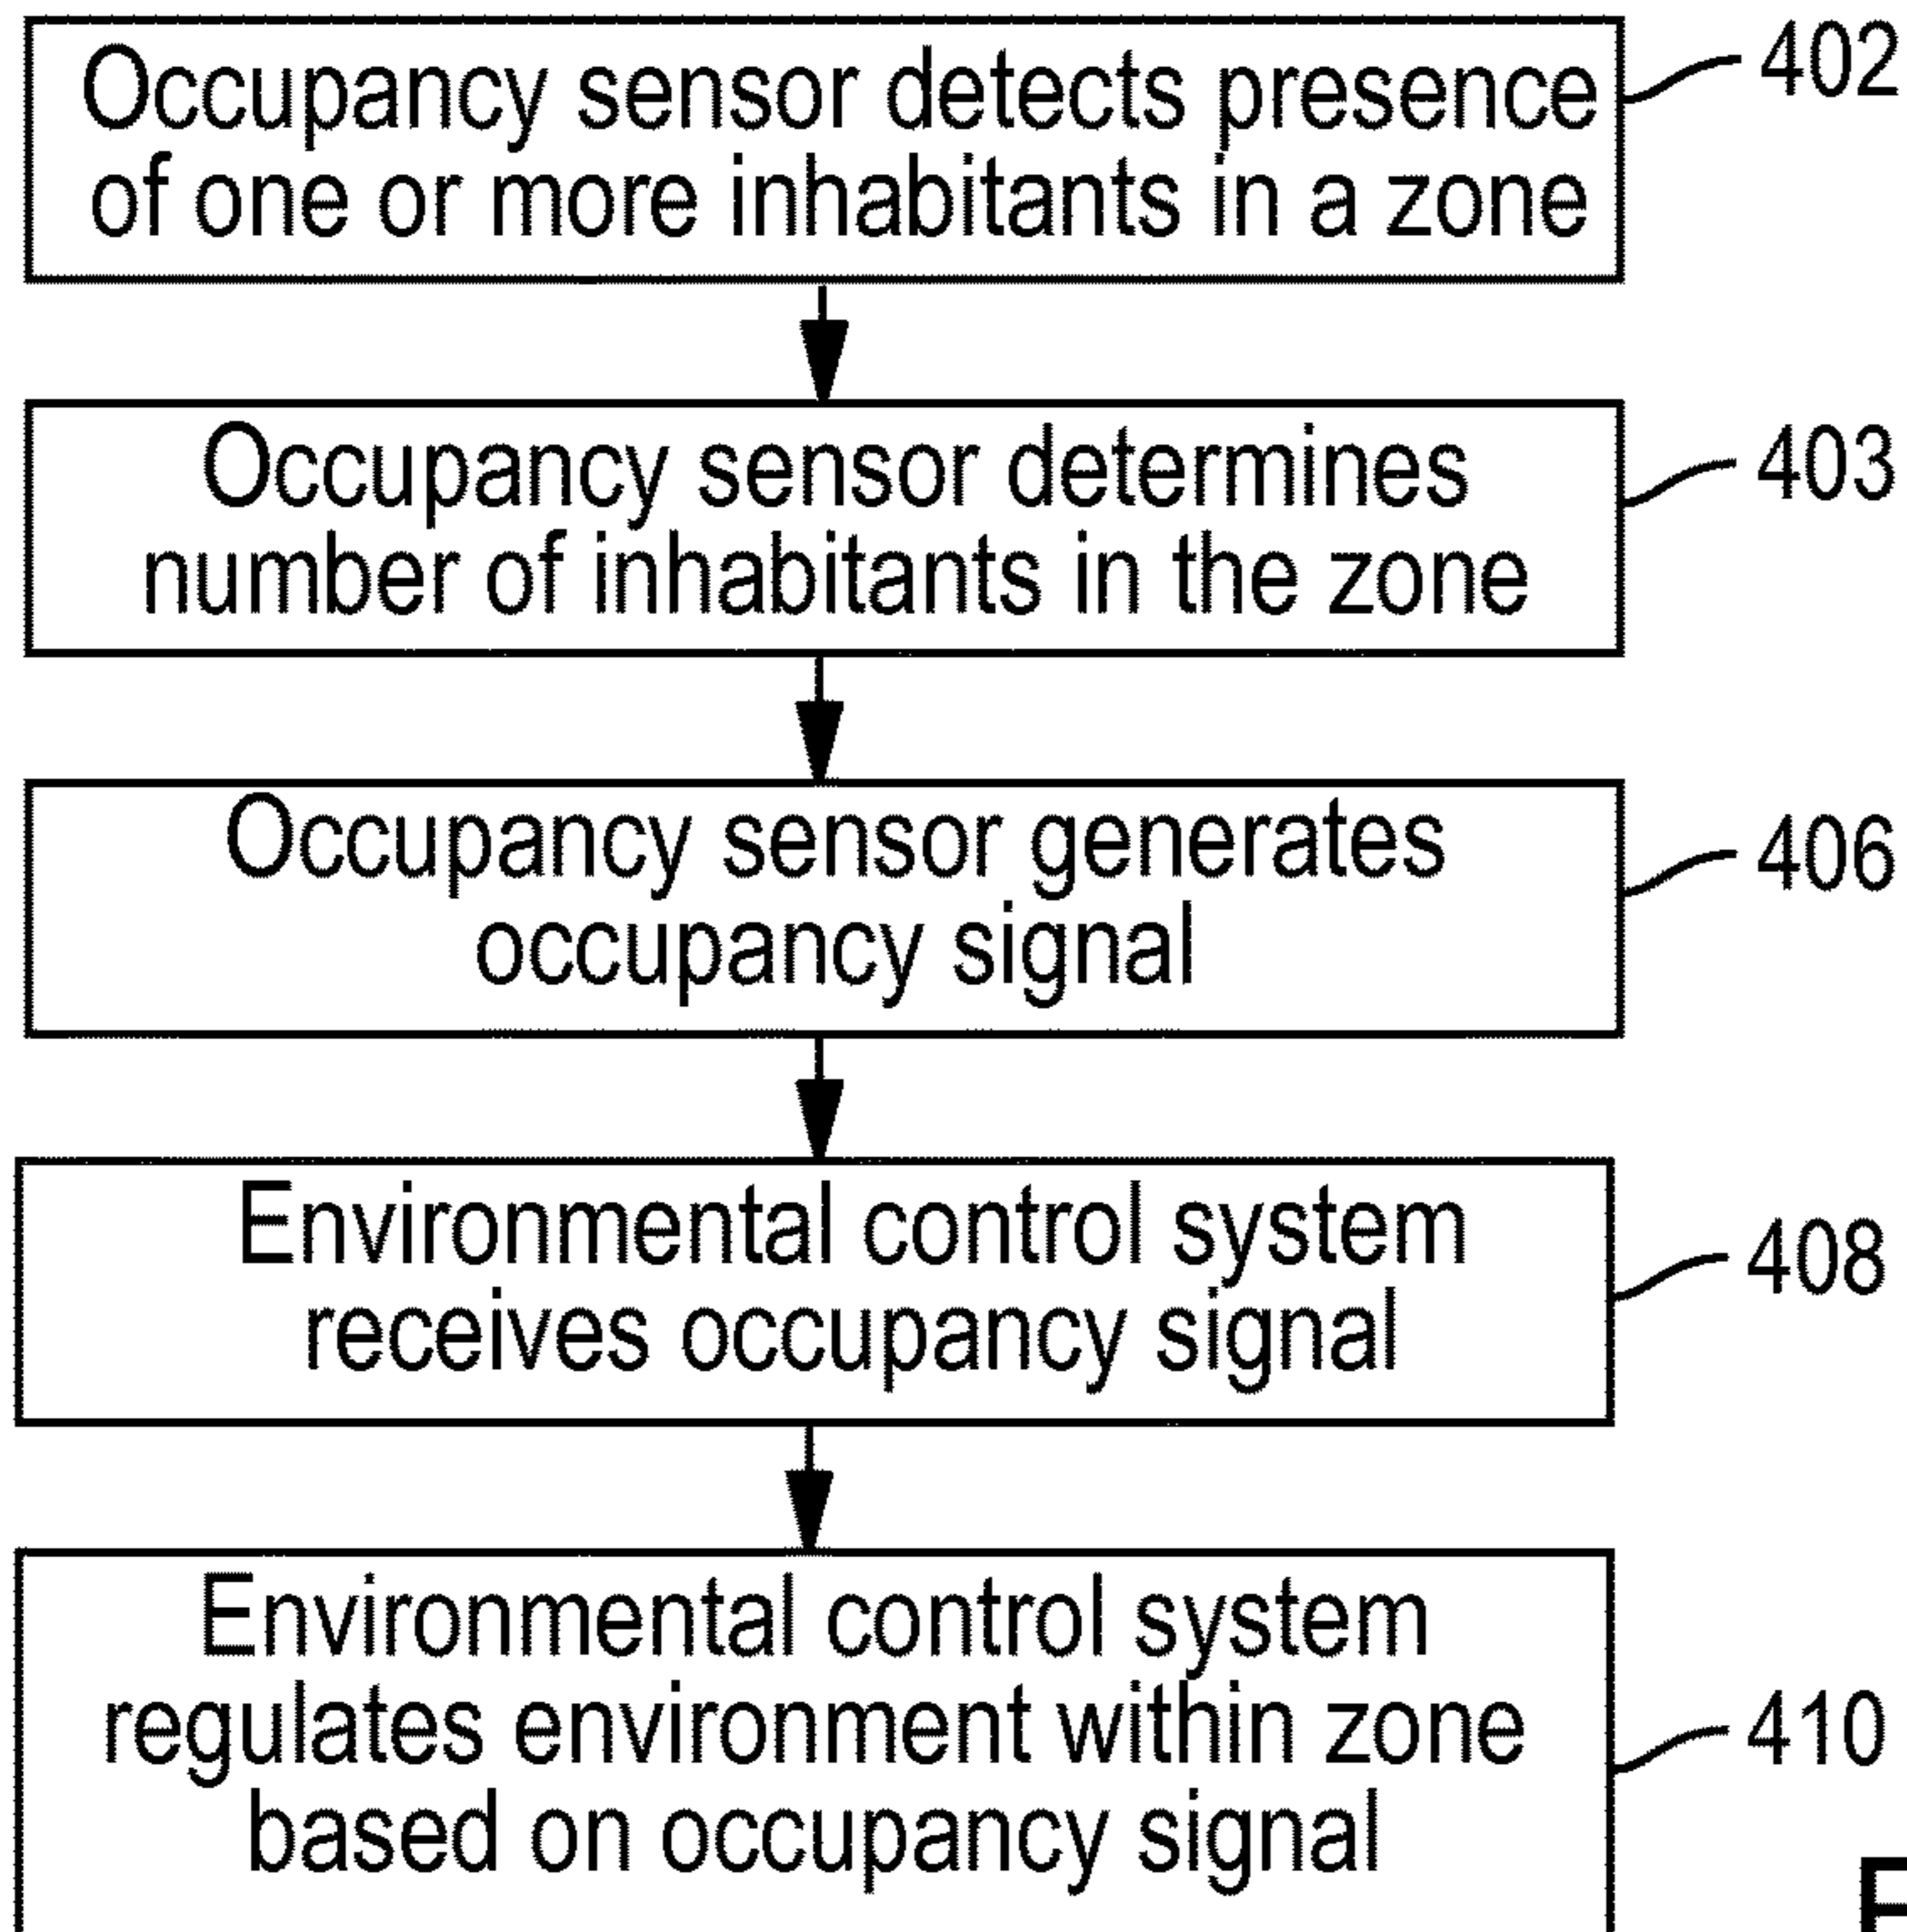 Occupancy sensor detects presence
of one or more inhabitants in a zone
402
Occupancy sensor determines
number of inhabitants in the zone
403
Occupancy sensor generates
occupancy signal
406
Environmental control system
receives occupancy signal
408
Environmental control system
regulates environment within zone
based on occupancy signal
410